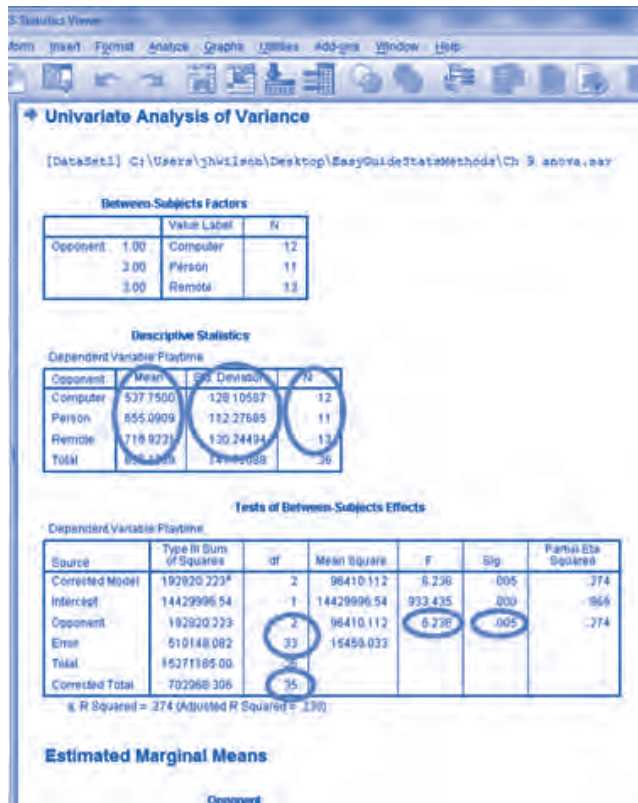 Statistics Viewer
Insert Format Analyze Graphs Utilities Add-ons Window Help
Univariate Analysis of Variance
[DataSet1] C:\Users\jhwilson\Desktop\EasyGuideStatsMethods\Ch 9 anova.sav
Between-Subjects Factors
Value Label N
Opponent 1.00 Computer 12
2.00 Person 11
3.00 Remote 13
Descriptive Statistics
Dependent Variable:Playtime
Opponent Mean Std. Deviation N
Computer 537.7500 128.10587 12
Person 655.0909 112.27685 11
Remote 716.9231 130.24494 13
Total 36
Tests of Between-Subjects Effects
Dependent Variable:Playtime
Source Type III Sum of Squares df Mean Square F Sig. Partial Eta Squared
Corrected Model 192820.223ª 2 96410.112 6.236 .005 .274
Intercept 14429996.54 1 14429996.54 933.435 .000 .966
Opponent 192820.223 2 96410.112 6.236 .005 .274
Error 510148.082 33 15459.033
Total 15271165.00 36
Corrected Total 702968.306 35
a. R Squared = .274 (Adjusted R Squared = .230)
Estimated Marginal Means
Opponent